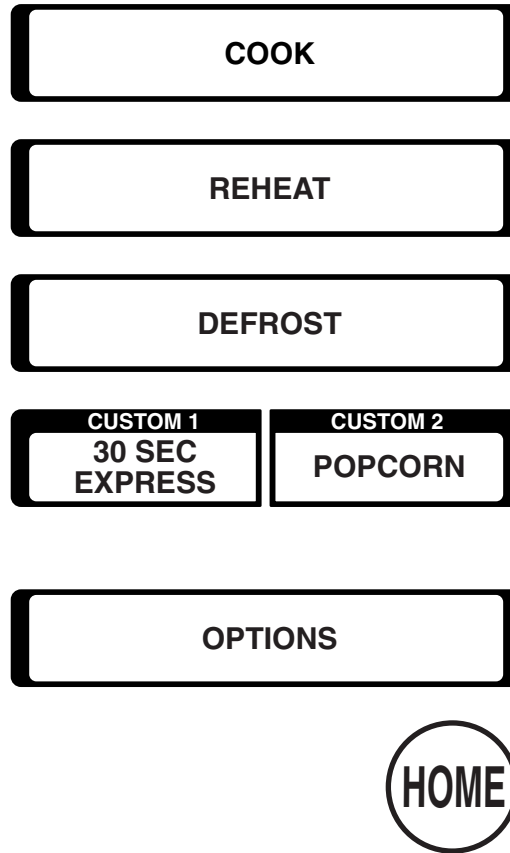 COOK
REHEAT
DEFROST
CUSTOM 1
30 SEC
EXPRESS
CUSTOM 2
POPCORN
OPTIONS
HOME